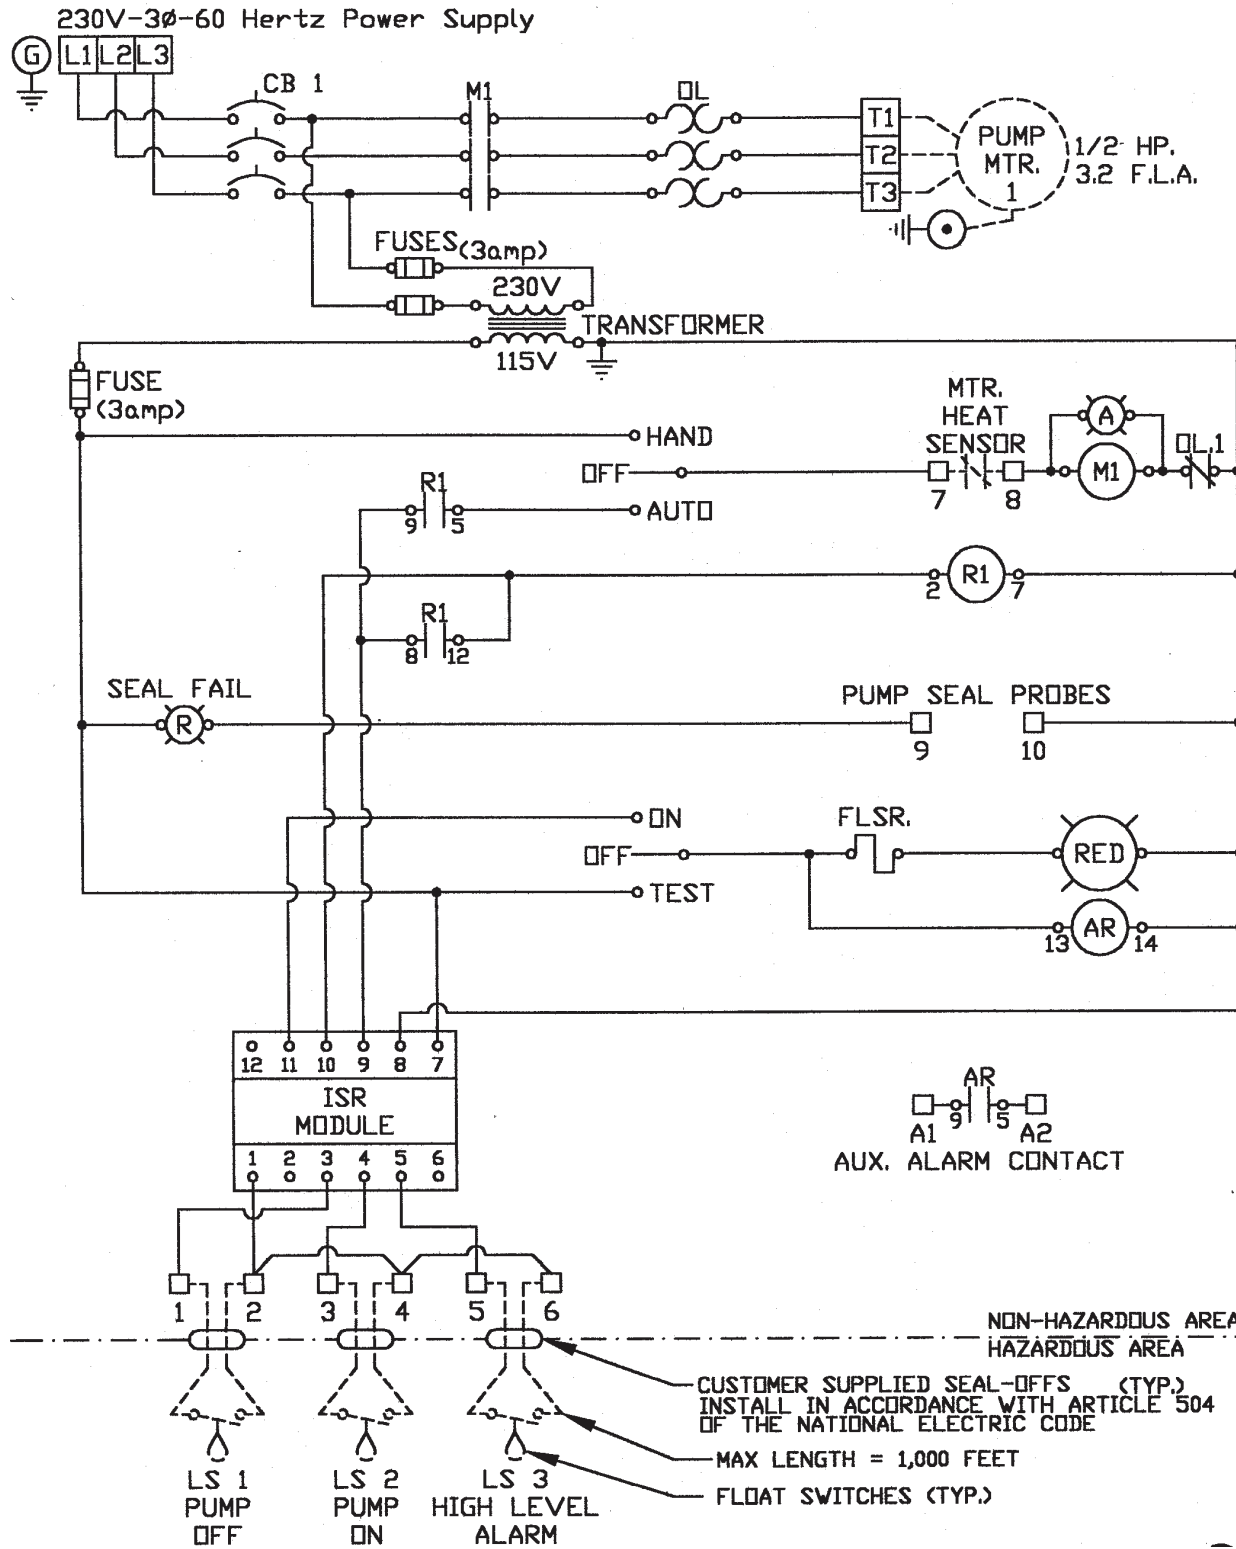 230V-3Ø-60 Hertz Power Supply
G L1 L2 L3
CB 1
M1
OL
T1
T2
T3
PUMP
MTR.
1
1/2 HP.
3.2 F.L.A.
FUSES (3amp)
230V
TRANSFORMER
115V
FUSE
(3amp)
HAND
OFF
AUTO
R1
9 5
MTR.
HEAT
SENSOR
7 8
A
M1
OL1
R1
2 7
R1
8 12
SEAL FAIL
R
PUMP SEAL PROBES
9 10
ON
OFF
TEST
FLSR.
RED
AR
13 14
12 11 10 9 8 7
ISR
MODULE
1 2 3 4 5 6
AR
9 5
A1 A2
AUX. ALARM CONTACT
1 2 3 4 5 6
NON-HAZARDOUS AREA
HAZARDOUS AREA
CUSTOMER SUPPLIED SEAL-OFFS (TYP.)
INSTALL IN ACCORDANCE WITH ARTICLE 504
OF THE NATIONAL ELECTRIC CODE
MAX LENGTH = 1,000 FEET
FLOAT SWITCHES (TYP.)
LS 1
PUMP
OFF
LS 2
PUMP
ON
LS 3
HIGH LEVEL
ALARM